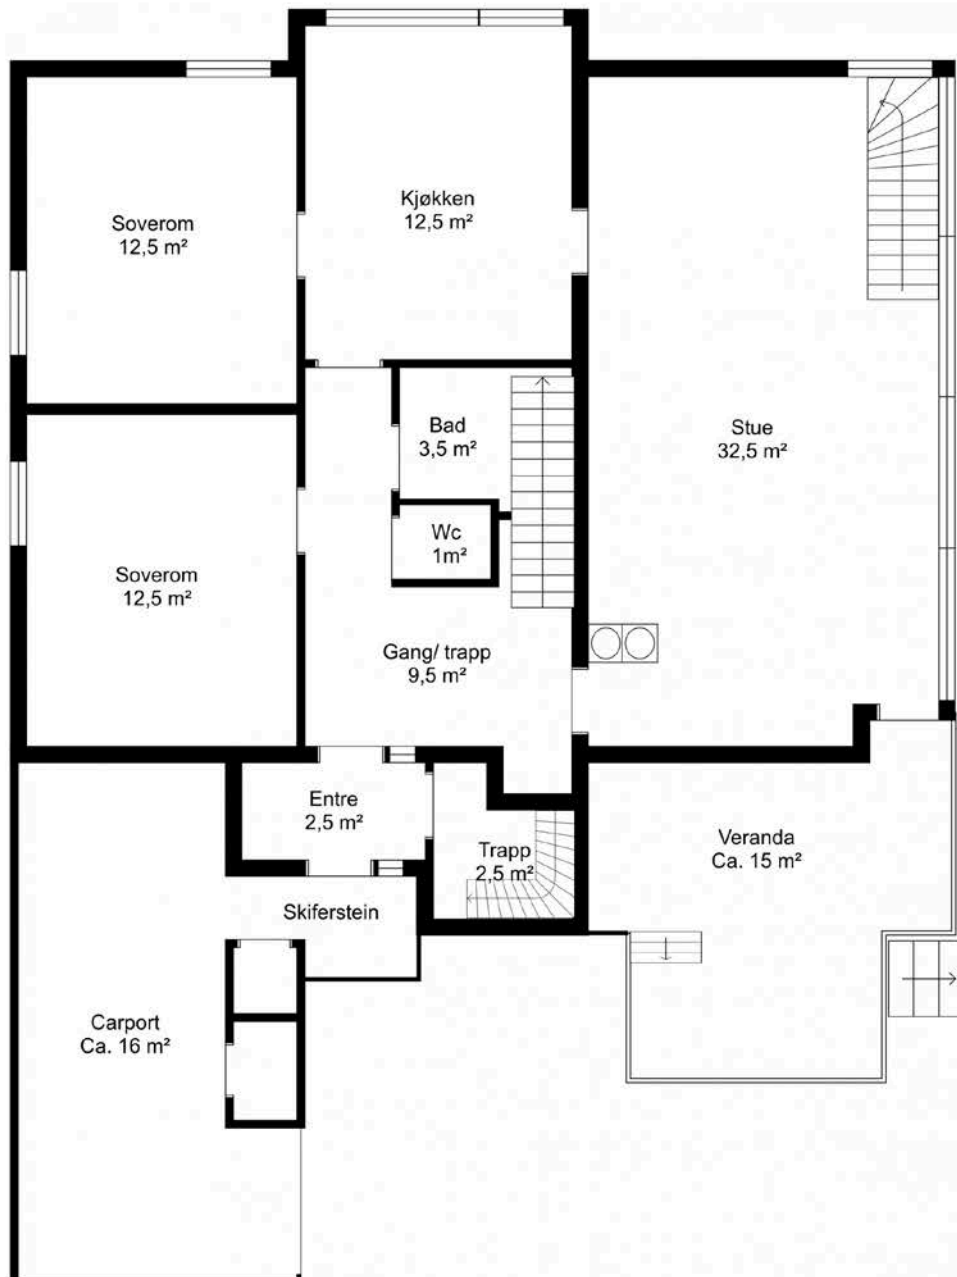 Kjøkken
12,5 m²
Soverom
12,5 m²
Bad
3,5 m²
Stue
32,5 m²
Wc
1m²
Soverom
12,5 m²
Gang/ trapp
9,5 m²
Entre
2,5 m²
Trapp
2,5 m²
Veranda
Ca. 15 m²
Skiferstein
Carport
Ca. 16 m²